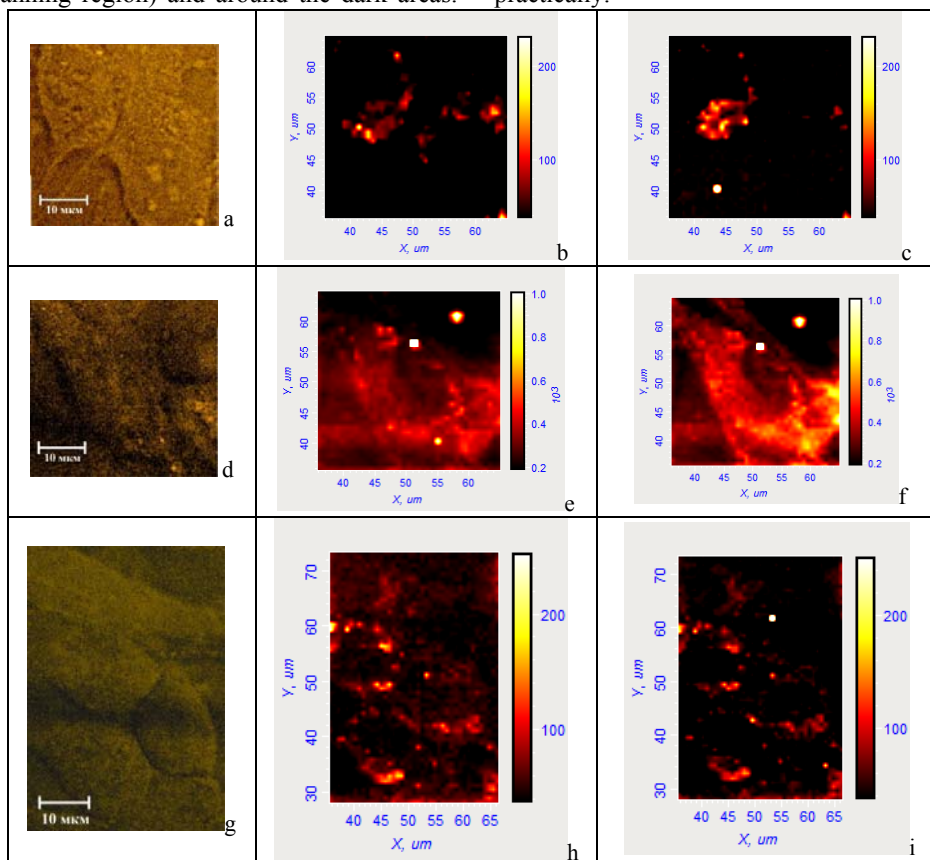 anning region) and around the dark areas. practically.
10 мкм
a
60
55
50
45
40
Y, um
40 45 50 55 60
X, um
200
100
b
60
55
50
45
40
Y, um
40 45 50 55 60
X, um
200
100
c
10 мкм
d
60
55
50
45
40
Y, um
40 45 50 55 60
X, um
1.0
0.8
0.6
0.4
0.2
10³
e
60
55
50
45
40
Y, um
40 45 50 55 60
X, um
1.0
0.8
0.6
0.4
0.2
10³
f
10 мкм
g
70
60
50
40
30
Y, um
40 45 50 55 60 65
X, um
200
100
h
70
60
50
40
30
Y, um
40 45 50 55 60 65
X, um
200
100
i